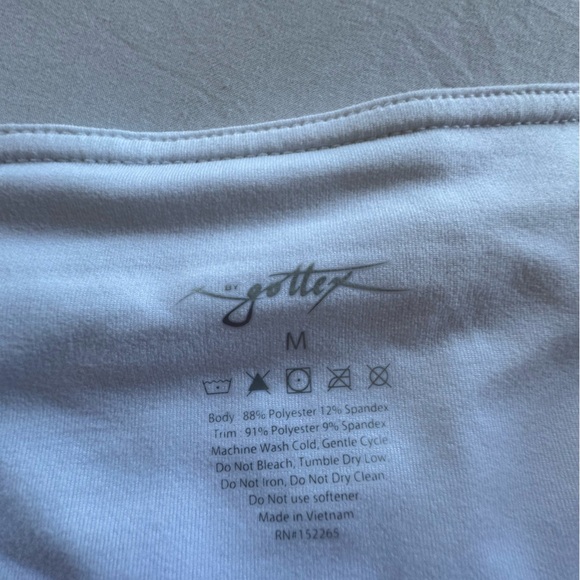 BY gottex
M
Body 88% Polyester 12% Spandex
Trim 91% Polyester 9% Spandex
Machine Wash Cold, Gentle Cycle
Do Not Bleach, Tumble Dry Low
Do Not Iron, Do Not Dry Clean
Do Not use softener
Made in Vietnam
RN#152265